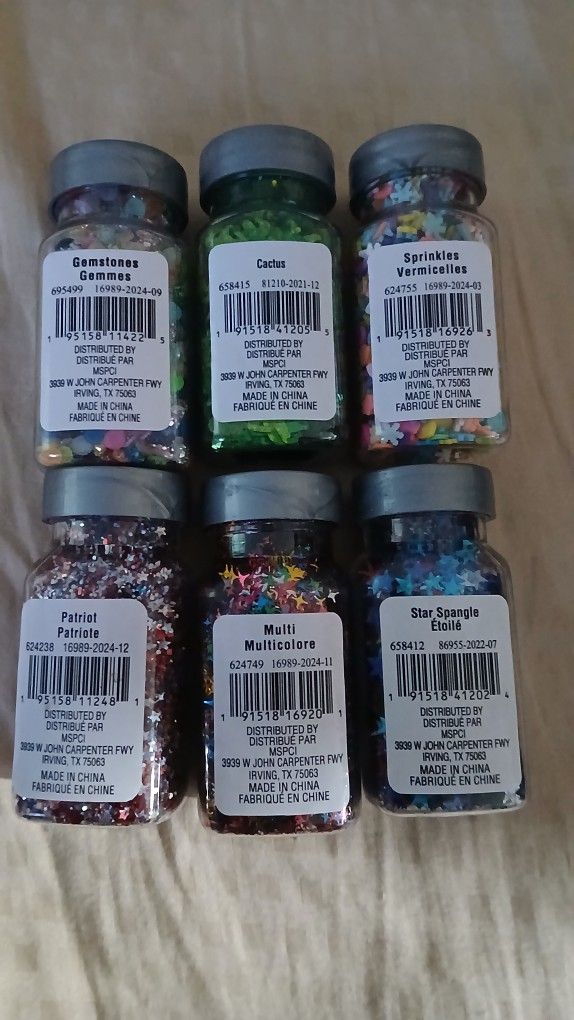 Gemstones
Gemmes
695499 16989-2024-09
1 95158 11422 5
DISTRIBUTED BY
DISTRIBUÉ PAR
MSPCI
3939 W JOHN CARPENTER FWY
IRVING, TX 75063
MADE IN CHINA
FABRIQUÉ EN CHINE
Cactus
658415 81210-2021-12
1 91518 41205 5
DISTRIBUTED BY
DISTRIBUÉ PAR
MSPCI
3939 W JOHN CARPENTER FWY
IRVING, TX 75063
MADE IN CHINA
FABRIQUÉ EN CHINE
Sprinkles
Vermicelles
624755 16989-2024-03
1 91518 16926 3
DISTRIBUTED BY
DISTRIBUÉ PAR
MSPCI
3939 W JOHN CARPENTER FWY
IRVING, TX 75063
MADE IN CHINA
FABRIQUÉ EN CHINE
Patriot
Patriote
624238 16989-2024-12
1 95158 11248 1
DISTRIBUTED BY
DISTRIBUÉ PAR
MSPCI
3939 W JOHN CARPENTER FWY
IRVING, TX 75063
MADE IN CHINA
FABRIQUÉ EN CHINE
Multi
Multicolore
624749 16989-2024-11
1 91518 16920 1
DISTRIBUTED BY
DISTRIBUÉ PAR
MSPCI
3939 W JOHN CARPENTER FWY
IRVING, TX 75063
MADE IN CHINA
FABRIQUÉ EN CHINE
Star Spangle
Étoilé
658412 86955-2022-07
1 91518 41202 4
DISTRIBUTED BY
DISTRIBUÉ PAR
MSPCI
3939 W JOHN CARPENTER FWY
IRVING, TX 75063
MADE IN CHINA
FABRIQUÉ EN CHINE